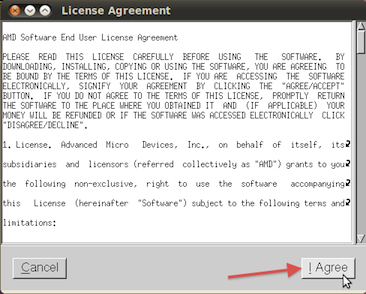 License Agreement
AMD Software End User License Agreement
PLEASE READ THIS LICENSE CAREFULLY BEFORE USING THE SOFTWARE. BY
DOWNLOADING, INSTALLING, COPYING OR USING THE SOFTWARE, YOU ARE AGREEING TO
BE BOUND BY THE TERMS OF THIS LICENSE. IF YOU ARE ACCESSING THE SOFTWARE
ELECTRONICALLY, SIGNIFY YOUR AGREEMENT BY CLICKING THE "AGREE/ACCEPT"
BUTTON. IF YOU DO NOT AGREE TO THE TERMS OF THIS LICENSE, PROMPTLY RETURN
THE SOFTWARE TO THE PLACE WHERE YOU OBTAINED IT AND (IF APPLICABLE) YOUR
MONEY WILL BE REFUNDED OR IF THE SOFTWARE WAS ACCESSED ELECTRONICALLY CLICK
"DISAGREE/DECLINE".
1. License. Advanced Micro Devices, Inc., on behalf of itself, its
subsidiaries and licensors (referred collectively as "AMD") grants to you
the following non-exclusive, right to use the software accompanying
this License (hereinafter "Software") subject to the following terms and
limitations:
Cancel
I Agree